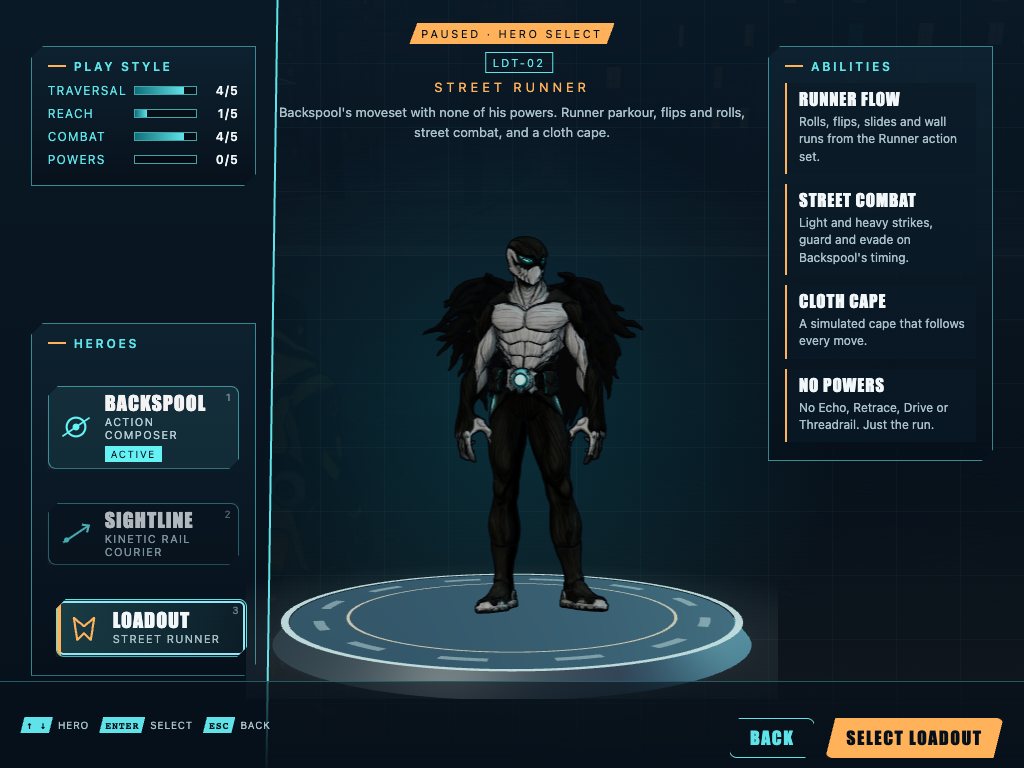 PAUSED · HERO SELECT
LDT-02
STREET RUNNER
Backspool's moveset with none of his powers. Runner parkour, flips and rolls,
street combat, and a cloth cape.
PLAY STYLE
TRAVERSAL 4/5
REACH 1/5
COMBAT 4/5
POWERS 0/5
HEROES
BACKSPOOL 1
ACTION
COMPOSER
ACTIVE
SIGHTLINE 2
KINETIC RAIL
COURIER
LOADOUT 3
STREET RUNNER
ABILITIES
RUNNER FLOW
Rolls, flips, slides and wall
runs from the Runner action
set.
STREET COMBAT
Light and heavy strikes,
guard and evade on
Backspool's timing.
CLOTH CAPE
A simulated cape that follows
every move.
NO POWERS
No Echo, Retrace, Drive or
Threadrail. Just the run.
↑ ↓ HERO ENTER SELECT ESC BACK
BACK
SELECT LOADOUT